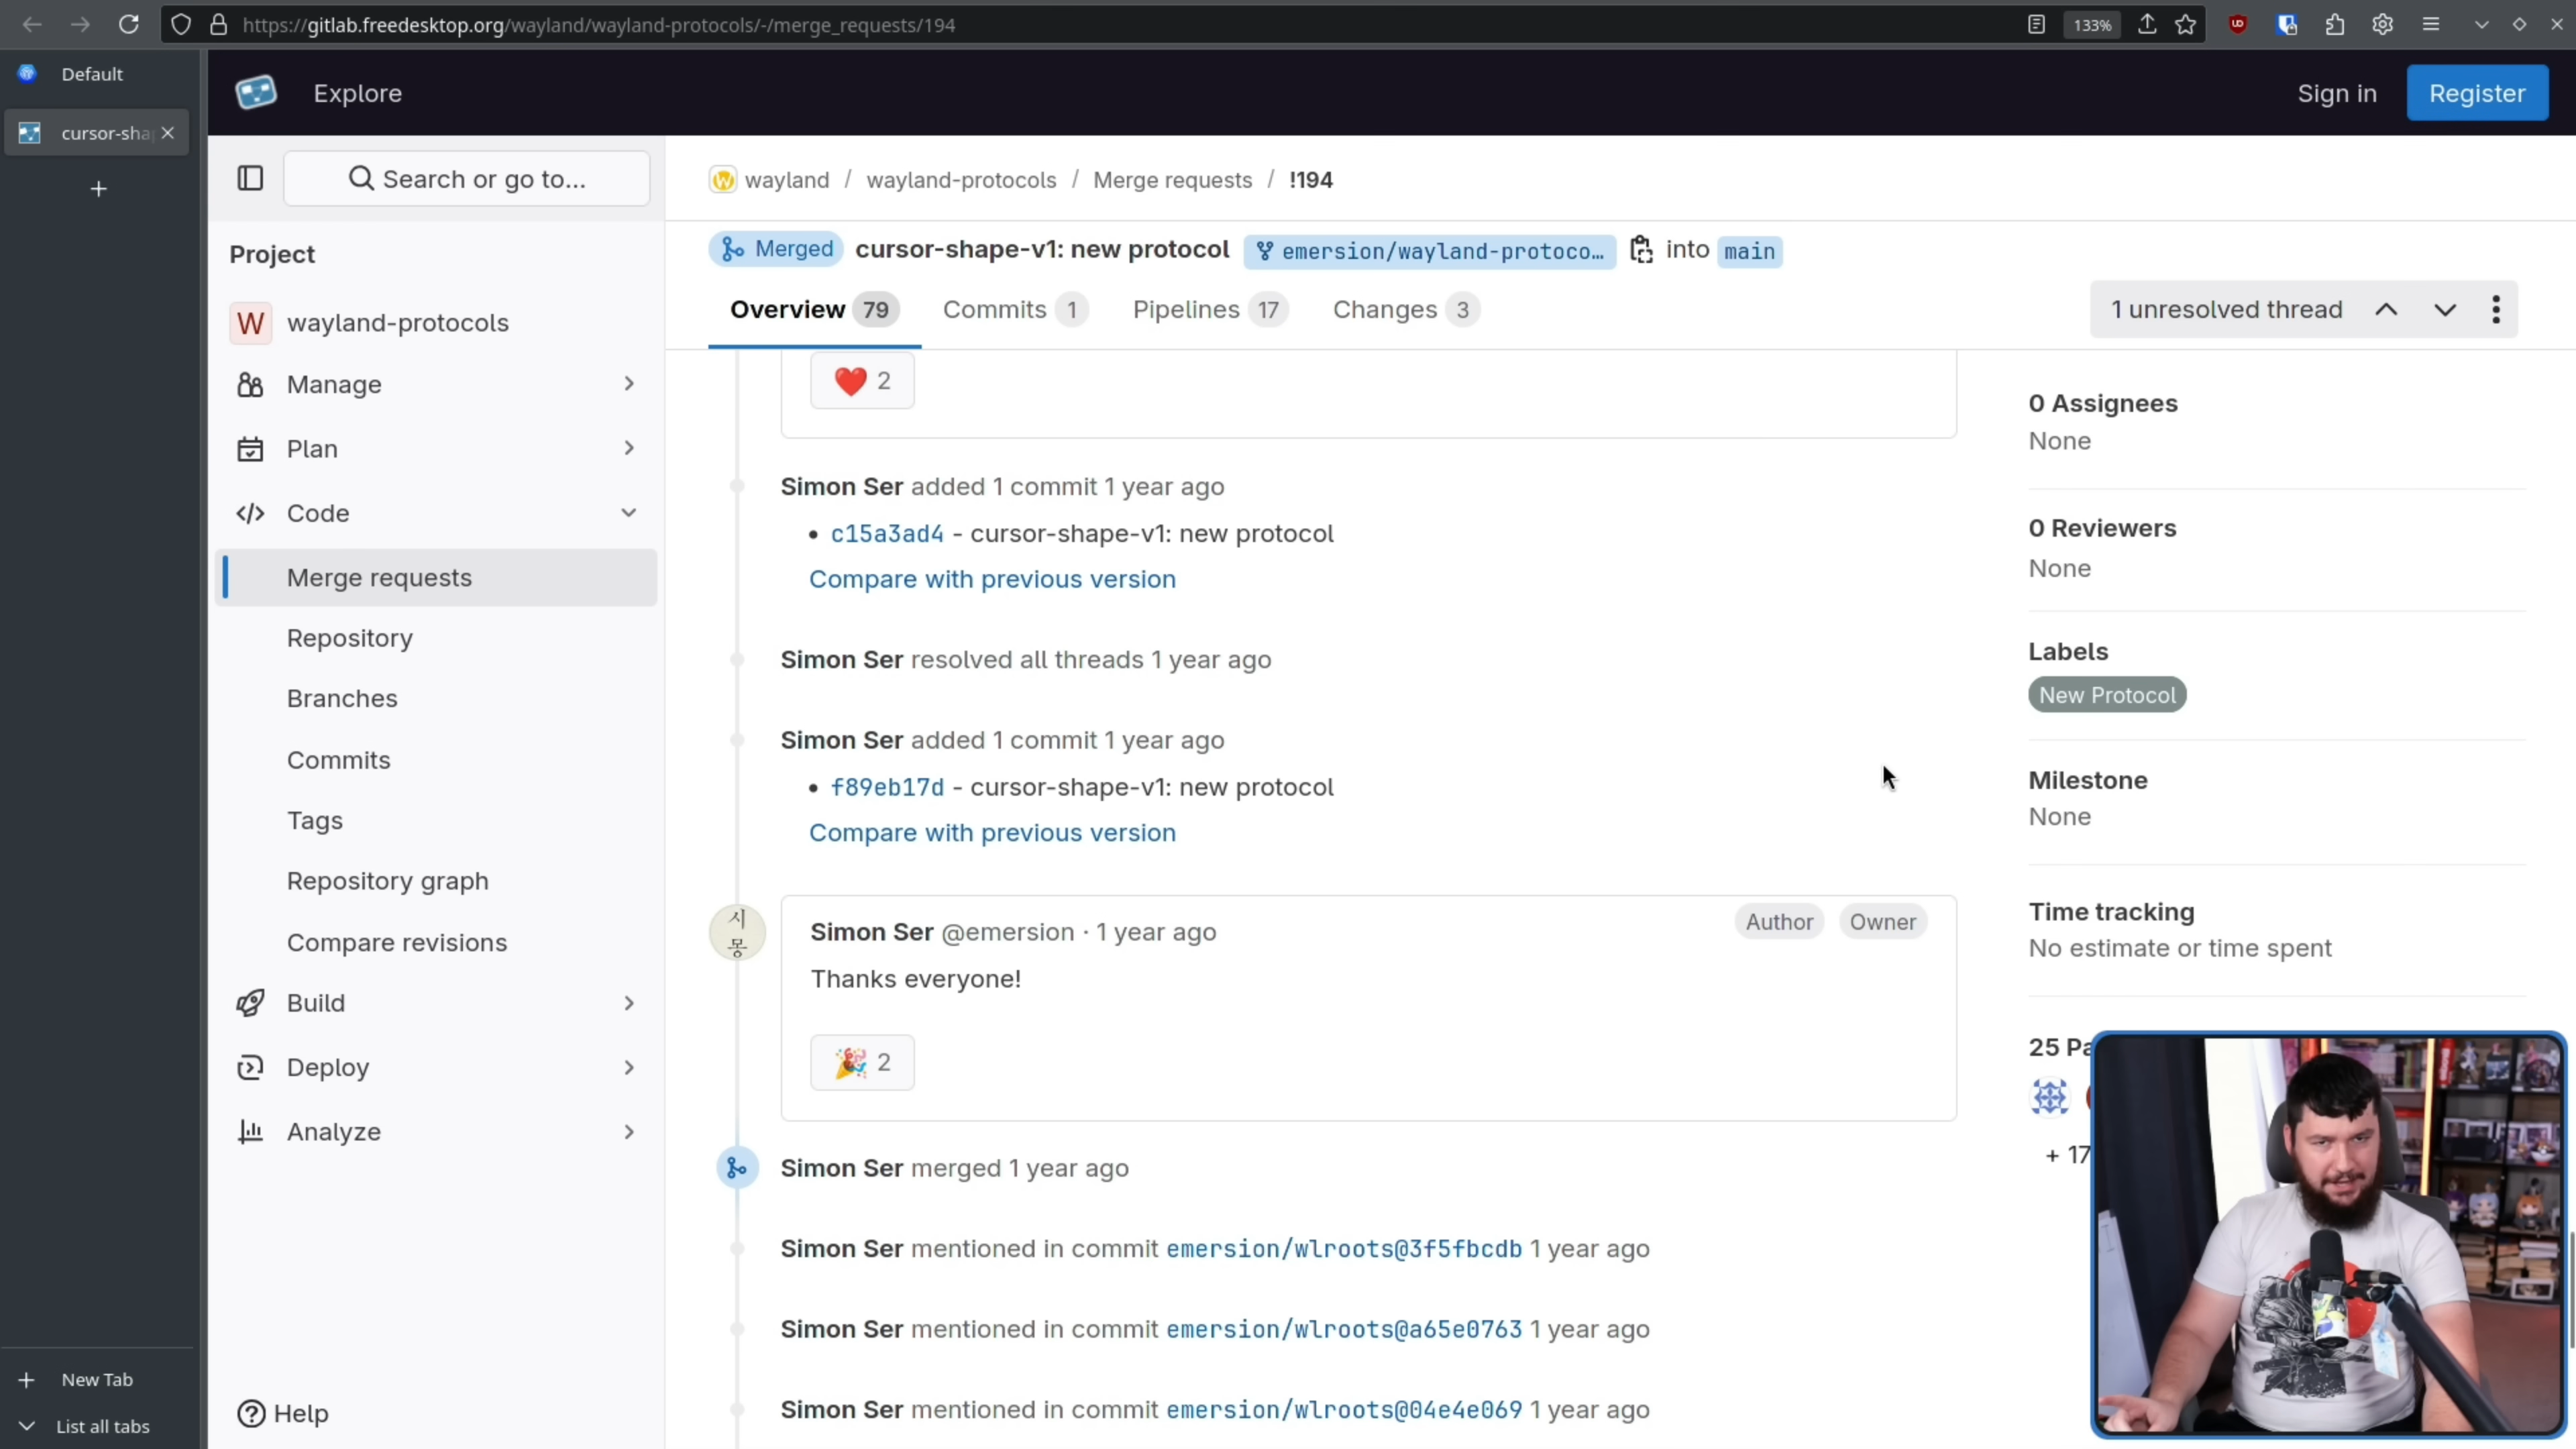 https://gitlab.freedesktop.org/wayland/wayland-protocols/-/merge_requests/194
133%
Default
cursor-sha
Explore
Sign in
Register
Search or go to...
Project
W wayland-protocols
Manage
Plan
Code
Merge requests
Repository
Branches
Commits
Tags
Repository graph
Compare revisions
Build
Deploy
Analyze
Help
New Tab
List all tabs
wayland / wayland-protocols / Merge requests / !194
Merged cursor-shape-v1: new protocol emersion/wayland-protoco... into main
Overview 79 Commits 1 Pipelines 17 Changes 3
1 unresolved thread
❤️ 2
Simon Ser added 1 commit 1 year ago
• c15a3ad4 - cursor-shape-v1: new protocol
Compare with previous version
Simon Ser resolved all threads 1 year ago
Simon Ser added 1 commit 1 year ago
• f89eb17d - cursor-shape-v1: new protocol
Compare with previous version
시
몽
Simon Ser @emersion · 1 year ago
Author Owner
Thanks everyone!
🎉 2
Simon Ser merged 1 year ago
Simon Ser mentioned in commit emersion/wlroots@3f5fbcdb 1 year ago
Simon Ser mentioned in commit emersion/wlroots@a65e0763 1 year ago
Simon Ser mentioned in commit emersion/wlroots@04e4e069 1 year ago
0 Assignees
None
0 Reviewers
None
Labels
New Protocol
Milestone
None
Time tracking
No estimate or time spent
25 Pa
+ 17